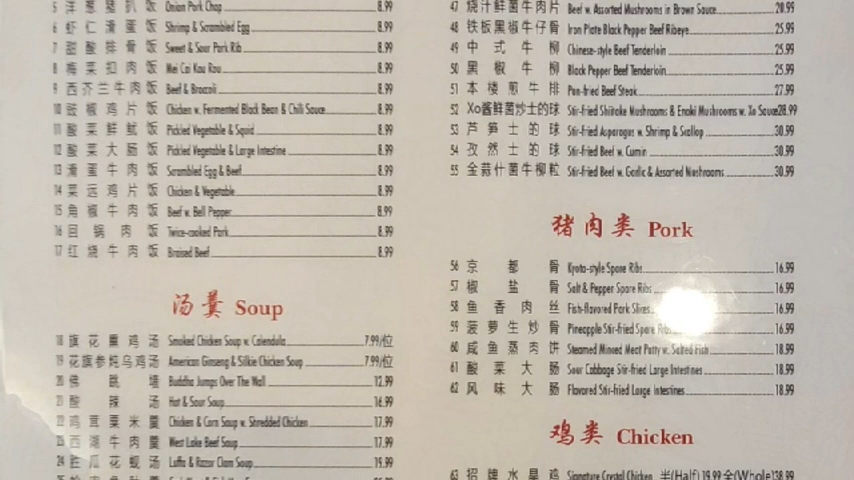 5 洋葱猪扒饭 Onion Pork Chop 8.99
6 虾仁滑蛋饭 Shrimp & Scrambled Egg 8.99
7 甜酸排骨饭 Sweet & Sour Pork Rib 8.99
8 梅菜扣肉饭 Mei Cai Kou Rou 8.99
9 西芥兰牛肉饭 Beef & Broccoli 8.99
10 豉椒鸡片饭 Chicken w. Fermented Black Bean & Chili Sauce 8.99
11 酸菜鲜鱿饭 Pickled Vegetable & Squid 8.99
12 酸菜大肠饭 Pickled Vegetable & Large Intestine 8.99
13 滑蛋牛肉饭 Scrambled Egg & Beef 8.99
14 菜远鸡片饭 Chicken & Vegetable 8.99
15 角椒牛肉饭 Beef w. Bell Pepper 8.99
16 回锅肉饭 Twice-cooked Pork 8.99
17 红烧牛肉饭 Braised Beef 8.99
汤羹 Soup
18 旗花熏鸡汤 Smoked Chicken Soup w. Calendula 7.99/位
19 花旗参炖乌鸡汤 American Ginseng & Silkie Chicken Soup 7.99/位
20 佛跳墙 Buddha Jumps Over The Wall 12.99
21 酸辣汤 Hot & Sour Soup 16.99
22 鸡茸粟米羹 Chicken & Corn Soup w. Shredded Chicken 17.99
23 西湖牛肉羹 West Lake Beef Soup 17.99
24 胜瓜花蚬汤 Luffa & Razor Clam Soup 19.99
47 烧汁鲜菌牛肉片 Beef w. Assorted Mushrooms in Brown Sauce 20.99
48 铁板黑椒牛仔骨 Iron Plate Black Pepper Beef Ribeye 25.99
49 中式牛柳 Chinese-style Beef Tenderloin 25.99
50 黑椒牛柳 Black Pepper Beef Tenderloin 25.99
51 本楼煎牛排 Pan-fried Beef Steak 27.99
52 Xo酱鲜菌炒士的球 Stir-fried Shiitake Mushrooms & Enoki Mushrooms w. Xo Sauce 28.99
53 芦笋士的球 Stir-fried Asparagus w. Shrimp & Scallop 30.99
54 孜然士的球 Stir-fried Beef w. Cumin 30.99
55 金蒜什菌牛柳粒 Stir-fried Beef w. Garlic & Assorted Mushrooms 30.99
猪肉类 Pork
56 京都骨 Kyoto-style Spare Ribs 16.99
57 椒盐骨 Salt & Pepper Spare Ribs 16.99
58 鱼香肉丝 Fish-flavored Pork Slices 16.99
59 菠萝生炒骨 Pineapple Stir-fried Spare Ribs 16.99
60 咸鱼蒸肉饼 Steamed Minced Meat Patty w. Salted Fish 18.99
61 酸菜大肠 Sour Cabbage Stir-fried Large Intestines 18.99
62 风味大肠 Flavored Stir-fried Large Intestines 18.99
鸡类 Chicken
63 招牌水晶鸡 Signature Crystal Chicken 半(Half) 19.99 全(Whole) 38.99